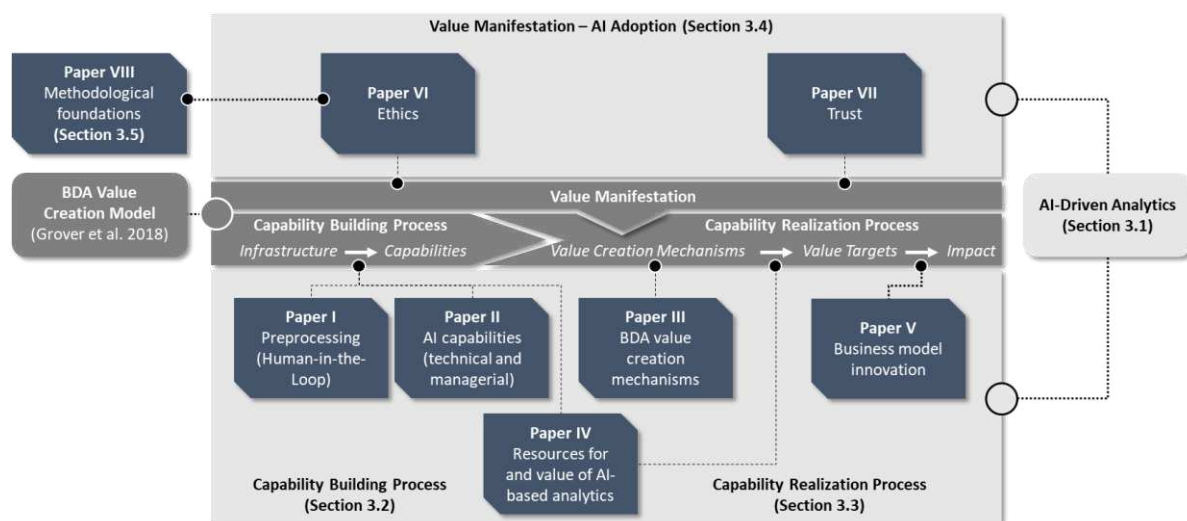 Value Manifestation – AI Adoption (Section 3.4)
Paper VIII
Methodological
foundations
(Section 3.5)
Paper VI
Ethics
Paper VII
Trust
BDA Value
Creation Model
(Grover et al. 2018)
Value Manifestation
Capability Building Process
Infrastructure
Capabilities
Capability Realization Process
Value Creation Mechanisms
Value Targets
Impact
AI-Driven Analytics
(Section 3.1)
Paper I
Preprocessing
(Human-in-the-
Loop)
Paper II
AI capabilities
(technical and
managerial)
Paper III
BDA value
creation
mechanisms
Paper V
Business model
innovation
Paper IV
Resources for
and value of AI-
based analytics
Capability Building Process
(Section 3.2)
Capability Realization Process
(Section 3.3)